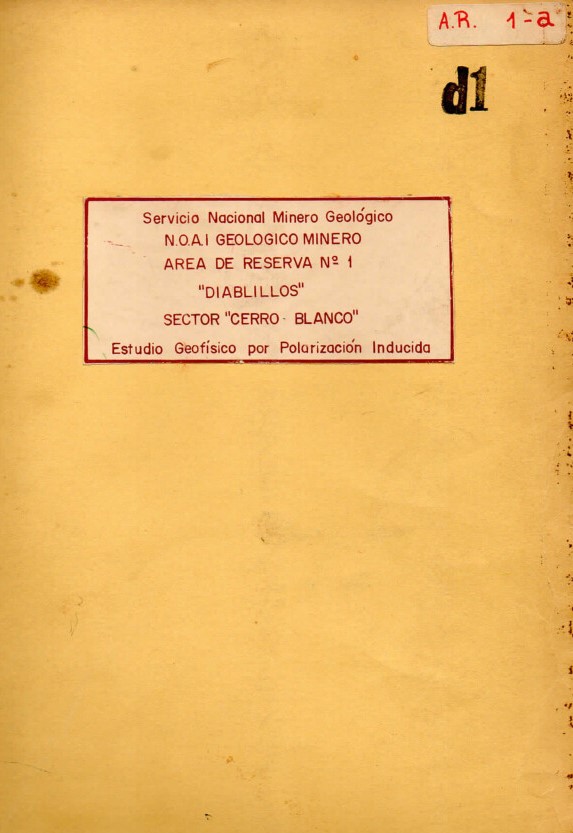 A.R. 1-a
d1
Servicio Nacional Minero Geológico
N.O.A.I GEOLOGICO MINERO
AREA DE RESERVA Nº 1
"DIABLILLOS"
SECTOR "CERRO - BLANCO"
Estudio Geofísico por Polarización Inducida